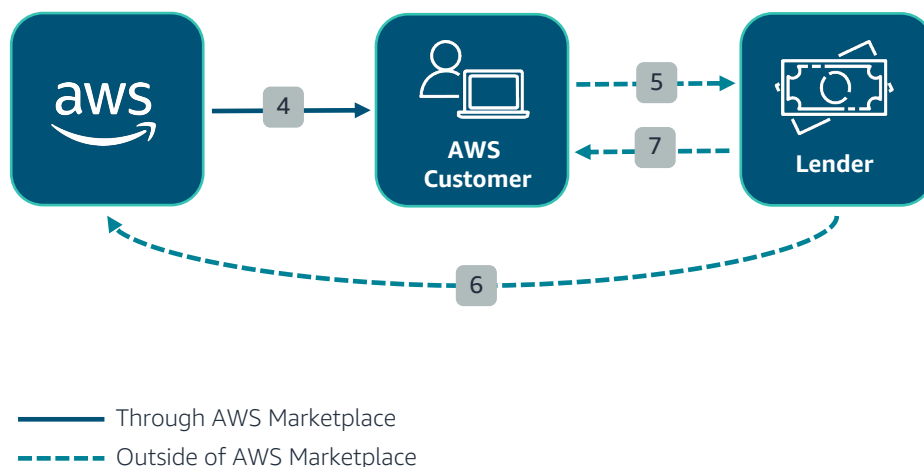 aws
4
AWS
Customer
5
7
Lender
6
Through AWS Marketplace
Outside of AWS Marketplace